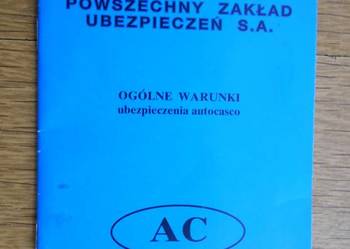 POWSZECHNY ZAKŁAD
UBEZPIECZEŃ S.A.
OGÓLNE WARUNKI
ubezpieczenia autocasco
AC